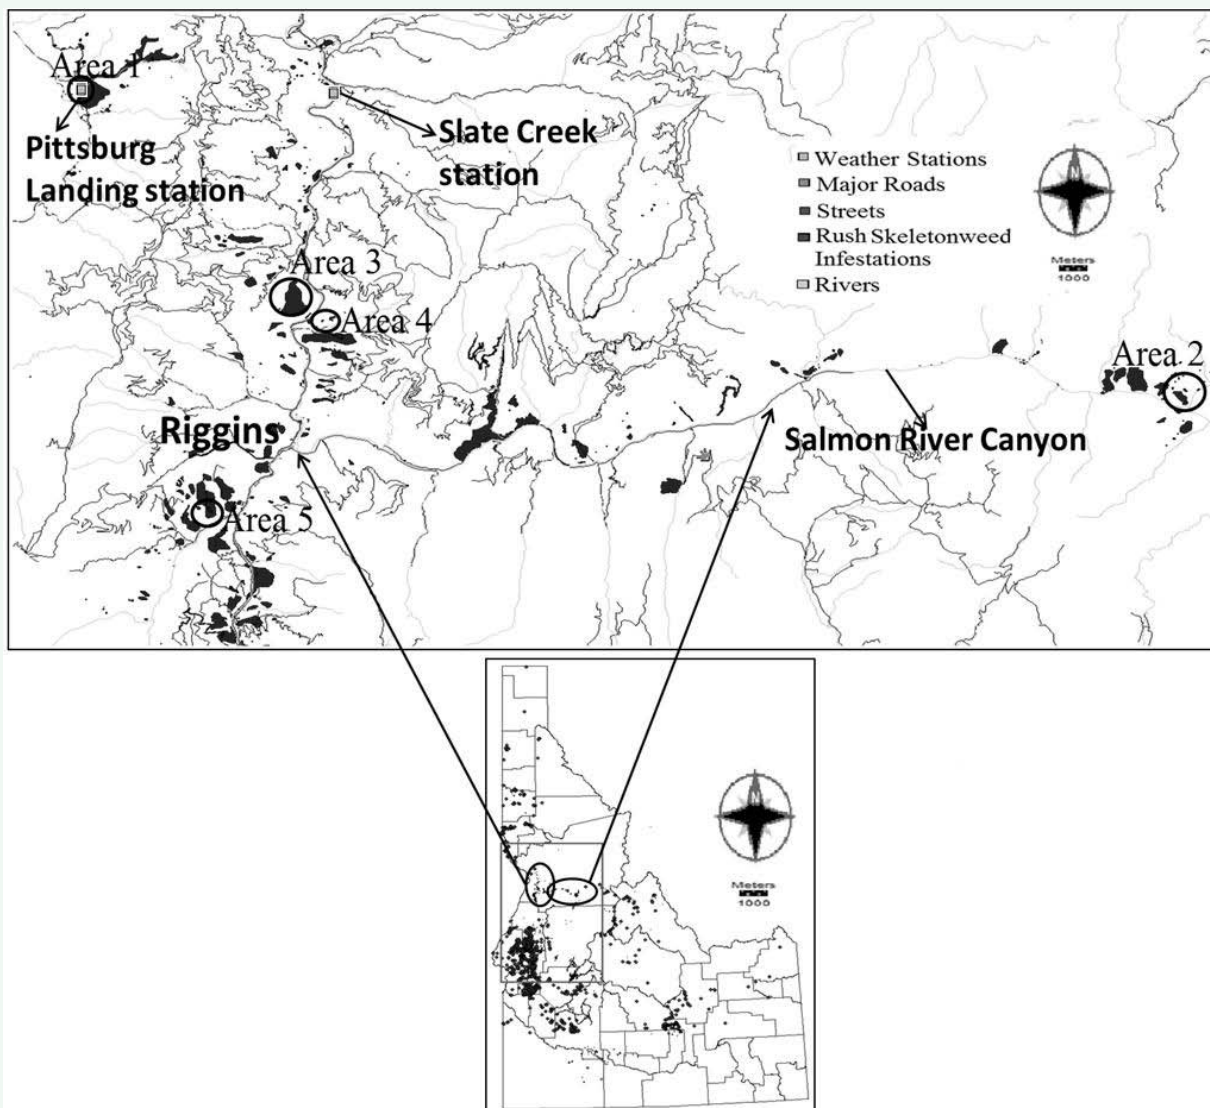 Area 1
Pittsburg
Landing station
Slate Creek
station
Weather Stations
Major Roads
Streets
Rush Skeletonweed
Infestations
Rivers
N
Meters
1000
Area 3
Area 4
Area 2
Riggins
Salmon River Canyon
Area 5
N
Meters
1000